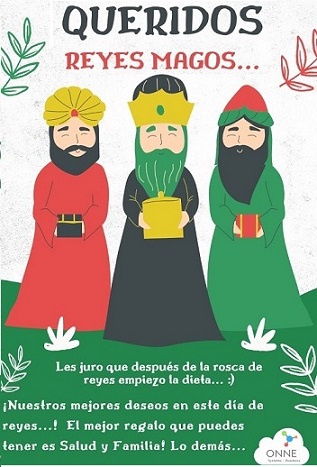 QUERIDOS
REYES MAGOS...
Les juro que después de la rosca de
reyes empiezo la dieta... :)
¡Nuestros mejores deseos en este día de
reyes...! El mejor regalo que puedes
tener es Salud y Familia! Lo demás...
ONNE